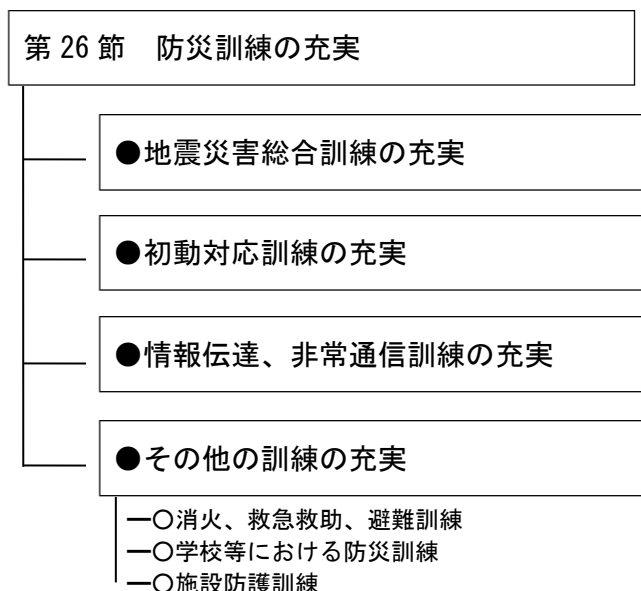 第 26 節　防災訓練の充実
●地震災害総合訓練の充実
●初動対応訓練の充実
●情報伝達、非常通信訓練の充実
●その他の訓練の充実
○消火、救急救助、避難訓練
○学校等における防災訓練
○施設防護訓練